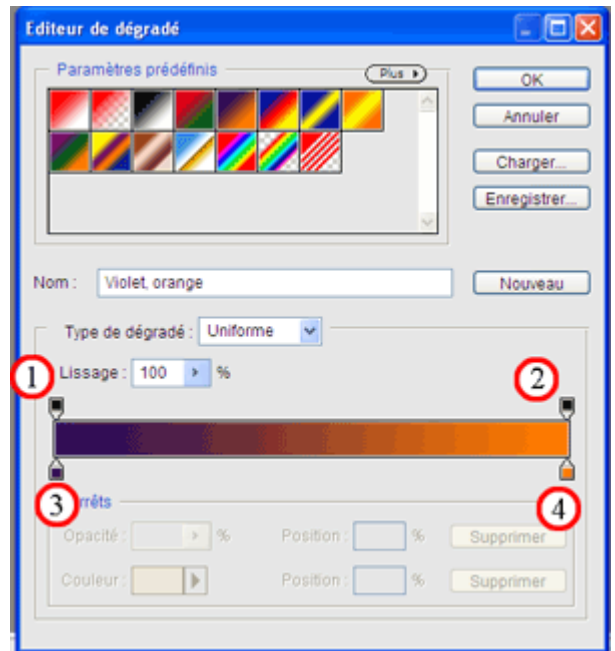 Editeur de dégradé
Paramètres prédéfinis
Plus
OK
Annuler
Charger...
Enregistrer...
Nom : Violet, orange
Nouveau
Type de dégradé : Uniforme
1 Lissage : 100 % 2
3 rrêts 4
Opacité : % Position : % Supprimer
Couleur : Position : % Supprimer